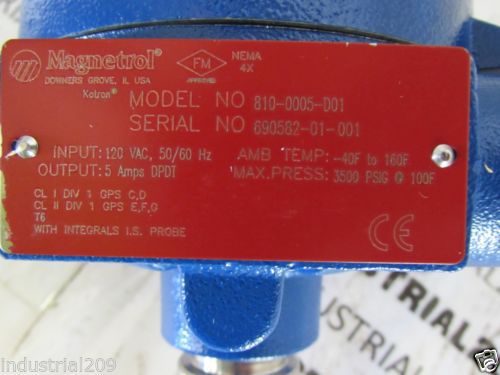 Magnetrol®
DOWNERS GROVE, IL USA
Kotron®
FM
APPROVED
NEMA
4X
MODEL NO 810-0005-D01
SERIAL NO 690582-01-001
INPUT: 120 VAC, 50/60 Hz
AMB TEMP: -40F to 160F
OUTPUT: 5 Amps DPDT
MAX.PRESS: 3500 PSIG @ 100F
CL I DIV 1 GPS C,D
CL II DIV 1 GPS E,F,G
T6
WITH INTEGRALS I.S. PROBE
CE
INDUSTRIAL
industrial209